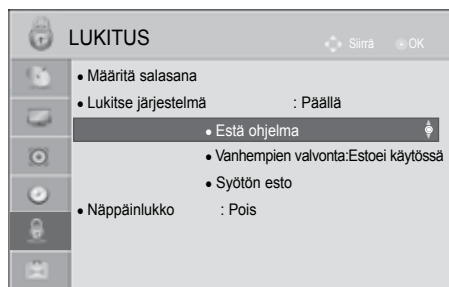 LUKITUS
Siirrä OK
• Määritä salasana
• Lukitse järjestelmä : Päällä
• Estä ohjelma
• Vanhempien valvonta:Estoei käytössä
• Syötön esto
• Näppäinlukko : Pois